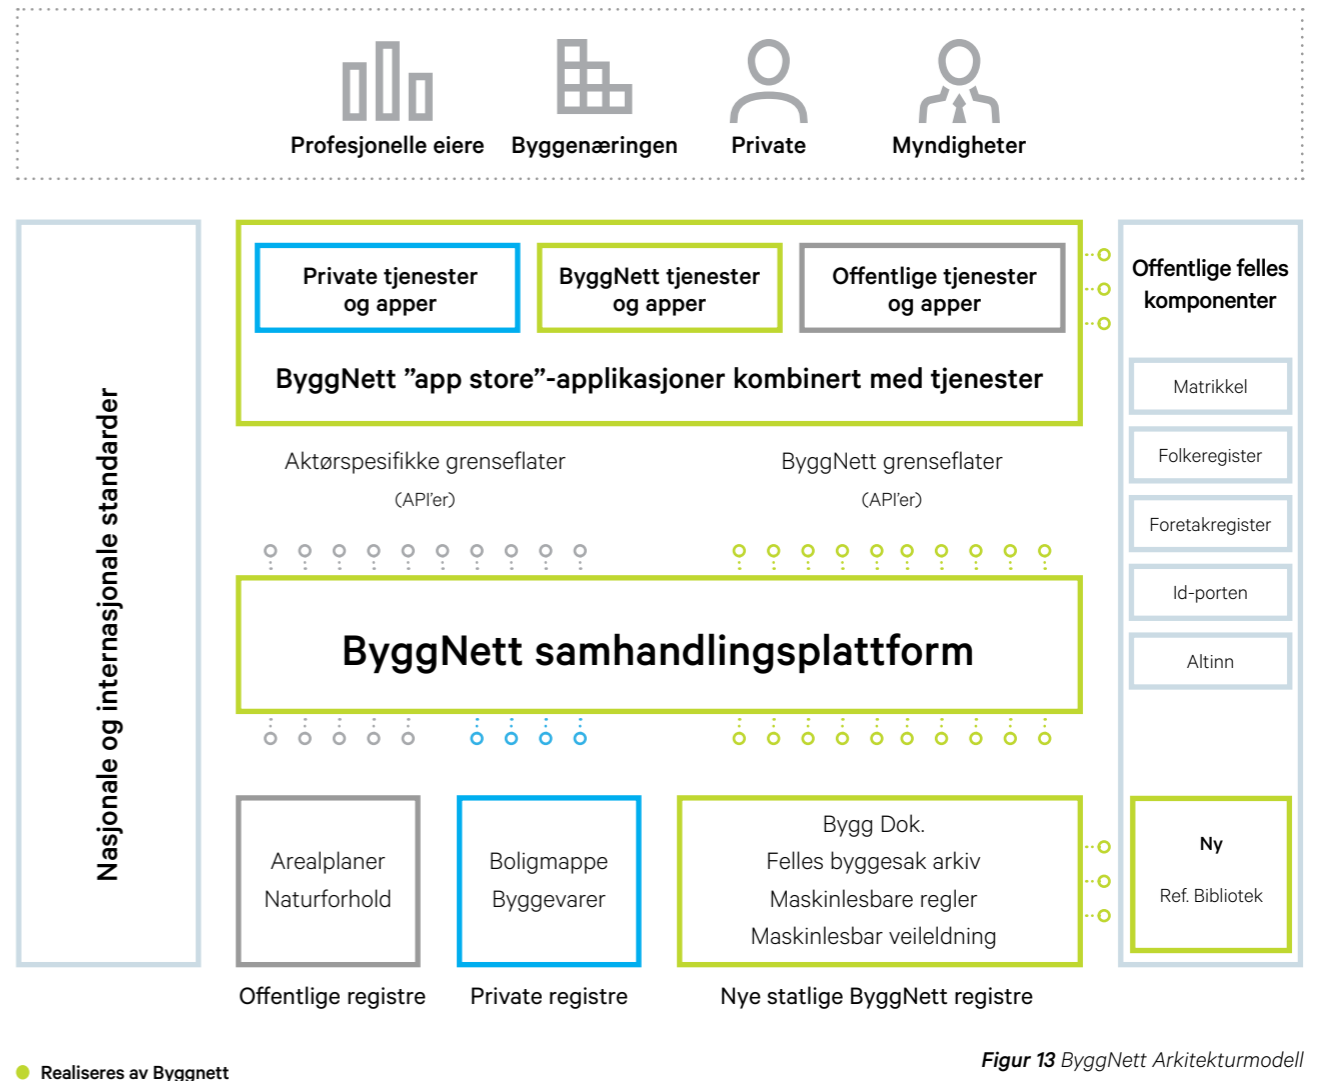 Profesjonelle eiere
Byggenæringen
Private
Myndigheter
Nasjonale og internasjonale standarder
Private tjenester
og apper
ByggNett tjenester
og apper
Offentlige tjenester
og apper
ByggNett ”app store”-applikasjoner kombinert med tjenester
Aktørspesifikke grenseflater
(API’er)
ByggNett grenseflater
(API’er)
ByggNett samhandlingsplattform
Arealplaner
Naturforhold
Offentlige registre
Boligmappe
Byggevarer
Private registre
Bygg Dok.
Felles byggesak arkiv
Maskinlesbare regler
Maskinlesbar veileldning
Nye statlige ByggNett registre
Offentlige felles
komponenter
Matrikkel
Folkeregister
Foretakregister
Id-porten
Altinn
Ny
Ref. Bibliotek
Realiseres av Byggnett
Figur 13 ByggNett Arkitekturmodell